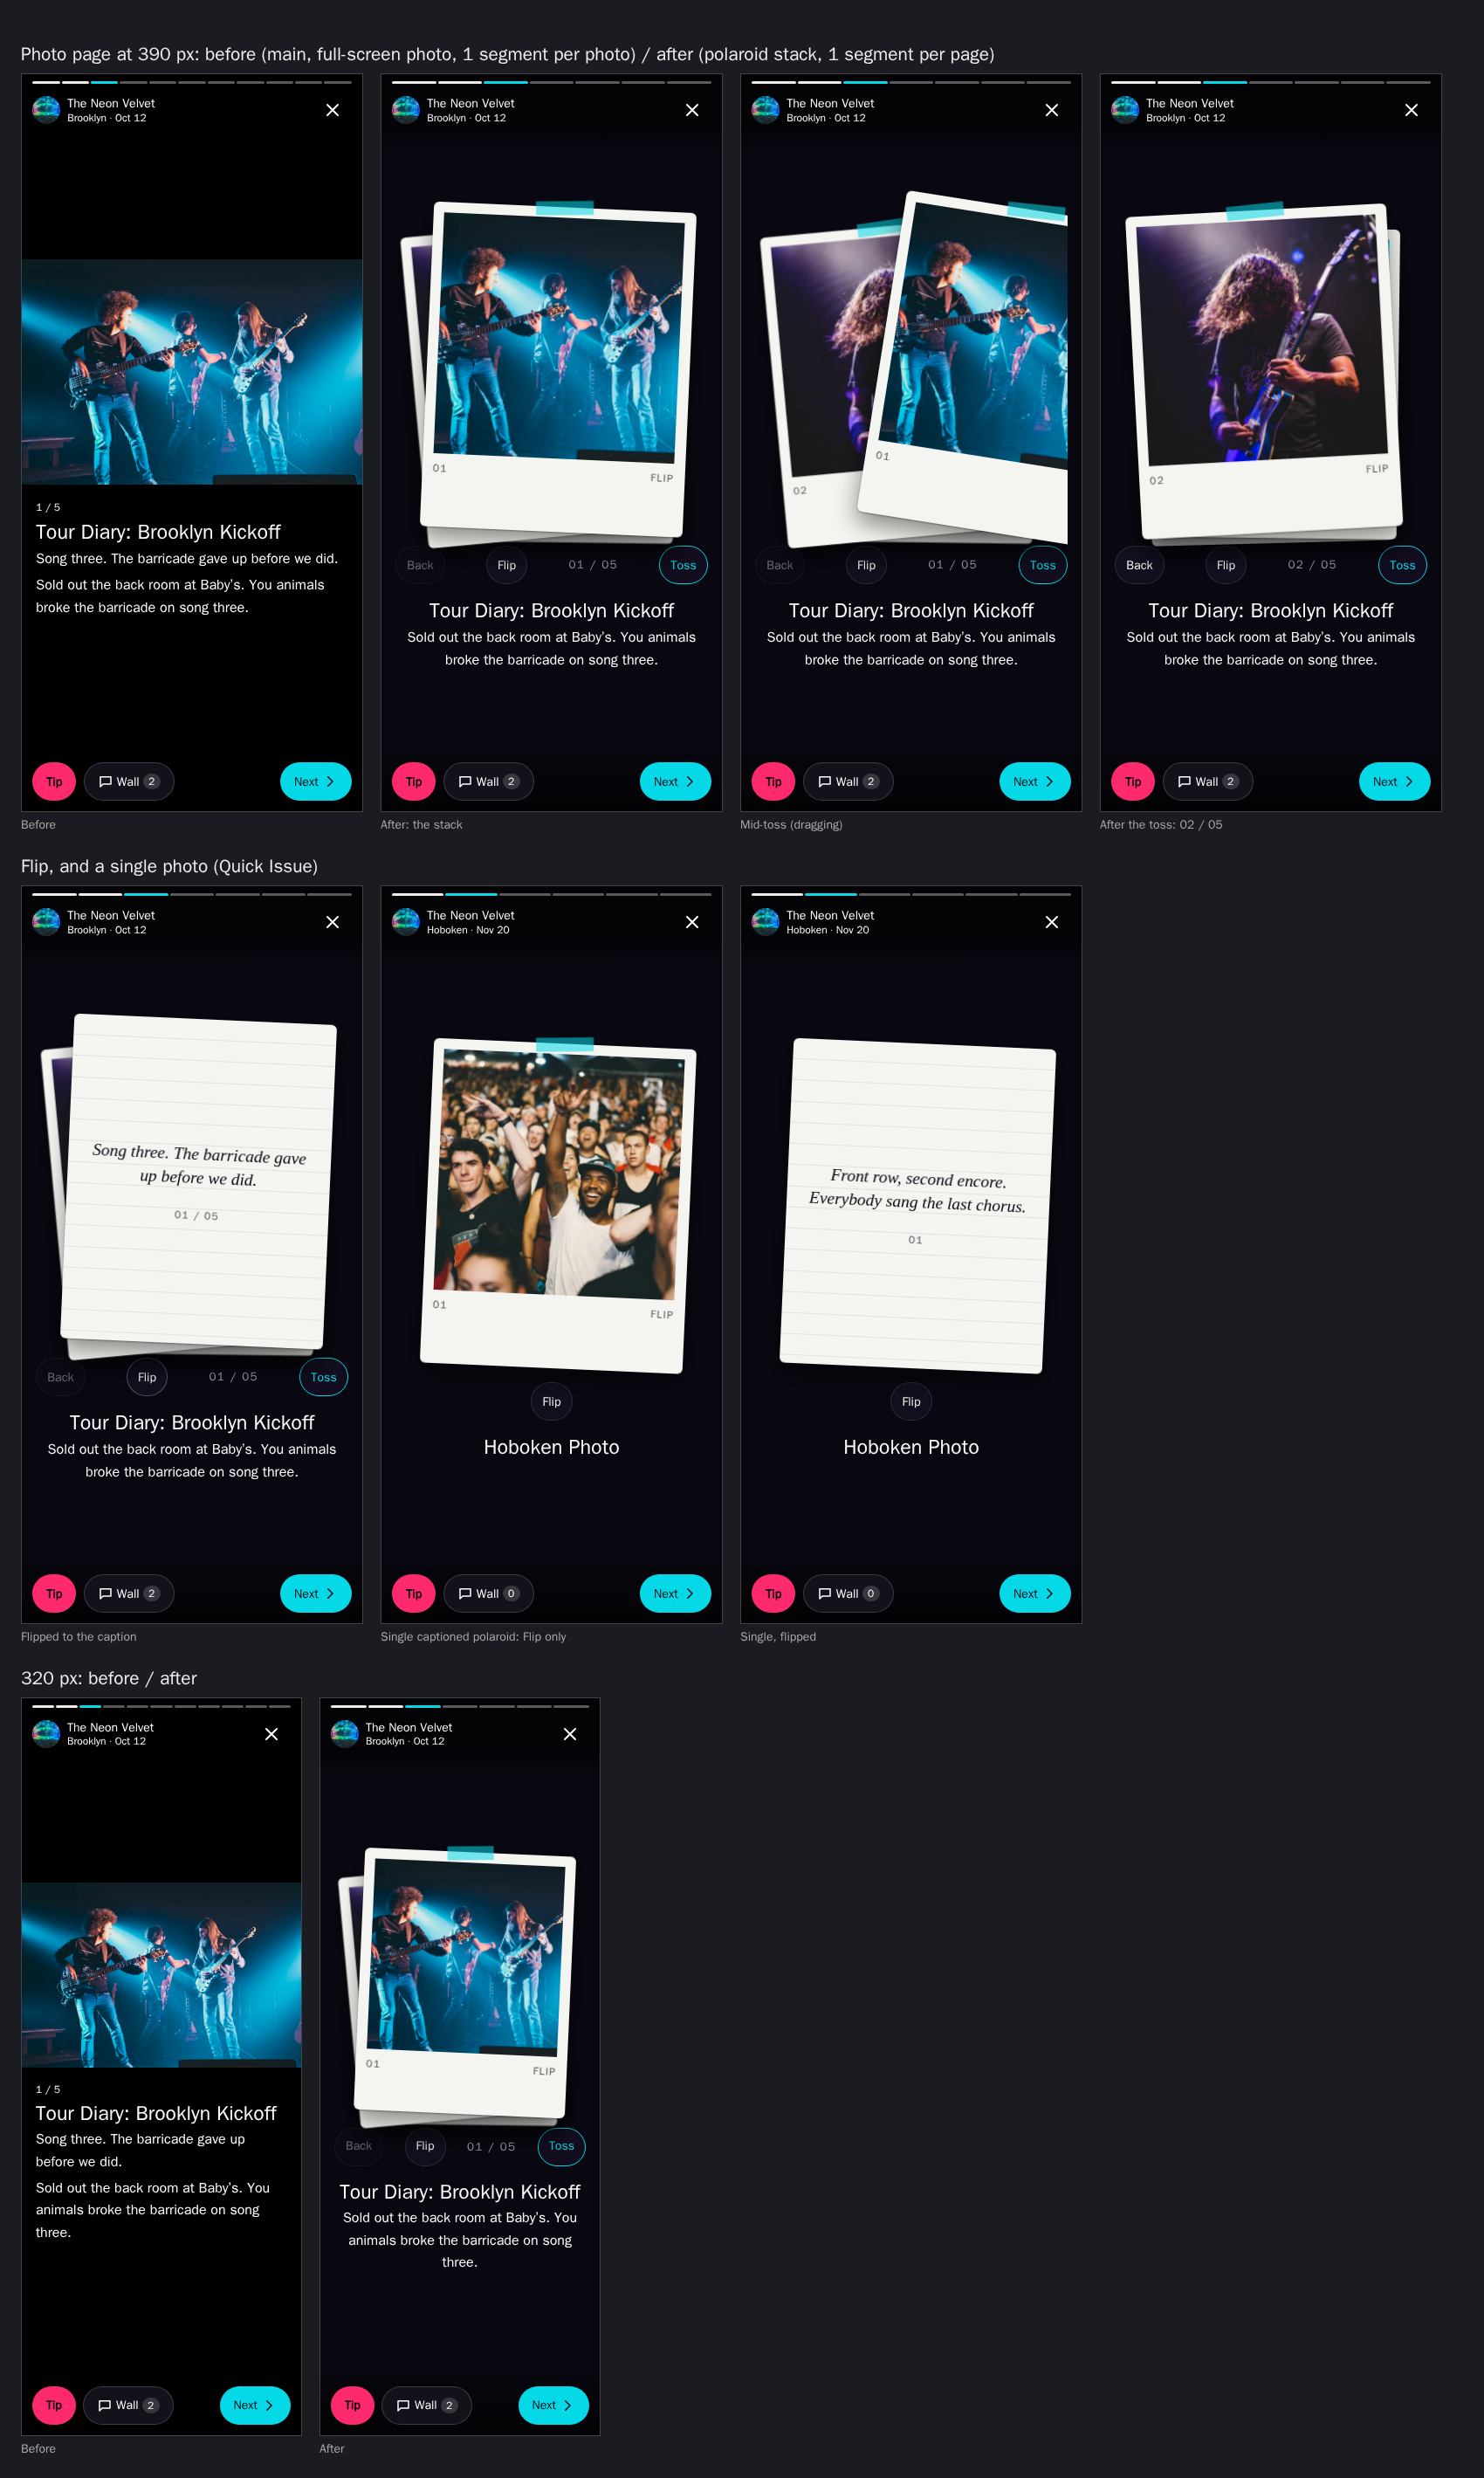 Photo page at 390 px: before (main, full-screen photo, 1 segment per photo) / after (polaroid stack, 1 segment per page)
The Neon Velvet
Brooklyn · Oct 12
1 / 5
Tour Diary: Brooklyn Kickoff
Song three. The barricade gave up before we did.
Sold out the back room at Baby's. You animals
broke the barricade on song three.
Tip
Wall 2
Next
Before
The Neon Velvet
Brooklyn · Oct 12
01
FLIP
Back
Flip
01 / 05
Toss
Tour Diary: Brooklyn Kickoff
Sold out the back room at Baby's. You animals
broke the barricade on song three.
Tip
Wall 2
Next
After: the stack
The Neon Velvet
Brooklyn · Oct 12
01
02
Back
Flip
01 / 05
Toss
Tour Diary: Brooklyn Kickoff
Sold out the back room at Baby's. You animals
broke the barricade on song three.
Tip
Wall 2
Next
Mid-toss (dragging)
The Neon Velvet
Brooklyn · Oct 12
02
FLIP
Back
Flip
02 / 05
Toss
Tour Diary: Brooklyn Kickoff
Sold out the back room at Baby's. You animals
broke the barricade on song three.
Tip
Wall 2
Next
After the toss: 02 / 05
Flip, and a single photo (Quick Issue)
The Neon Velvet
Brooklyn · Oct 12
Song three. The barricade gave
up before we did.
01 / 05
Back
Flip
01 / 05
Toss
Tour Diary: Brooklyn Kickoff
Sold out the back room at Baby's. You animals
broke the barricade on song three.
Tip
Wall 2
Next
Flipped to the caption
The Neon Velvet
Hoboken · Nov 20
01
FLIP
Flip
Hoboken Photo
Tip
Wall 0
Next
Single captioned polaroid: Flip only
The Neon Velvet
Hoboken · Nov 20
Front row, second encore.
Everybody sang the last chorus.
01
Flip
Hoboken Photo
Tip
Wall 0
Next
Single, flipped
320 px: before / after
The Neon Velvet
Brooklyn · Oct 12
1 / 5
Tour Diary: Brooklyn Kickoff
Song three. The barricade gave up
before we did.
Sold out the back room at Baby's. You
animals broke the barricade on song
three.
Tip
Wall 2
Next
Before
The Neon Velvet
Brooklyn · Oct 12
01
FLIP
Back
Flip
01 / 05
Toss
Tour Diary: Brooklyn Kickoff
Sold out the back room at Baby's. You
animals broke the barricade on song
three.
Tip
Wall 2
Next
After